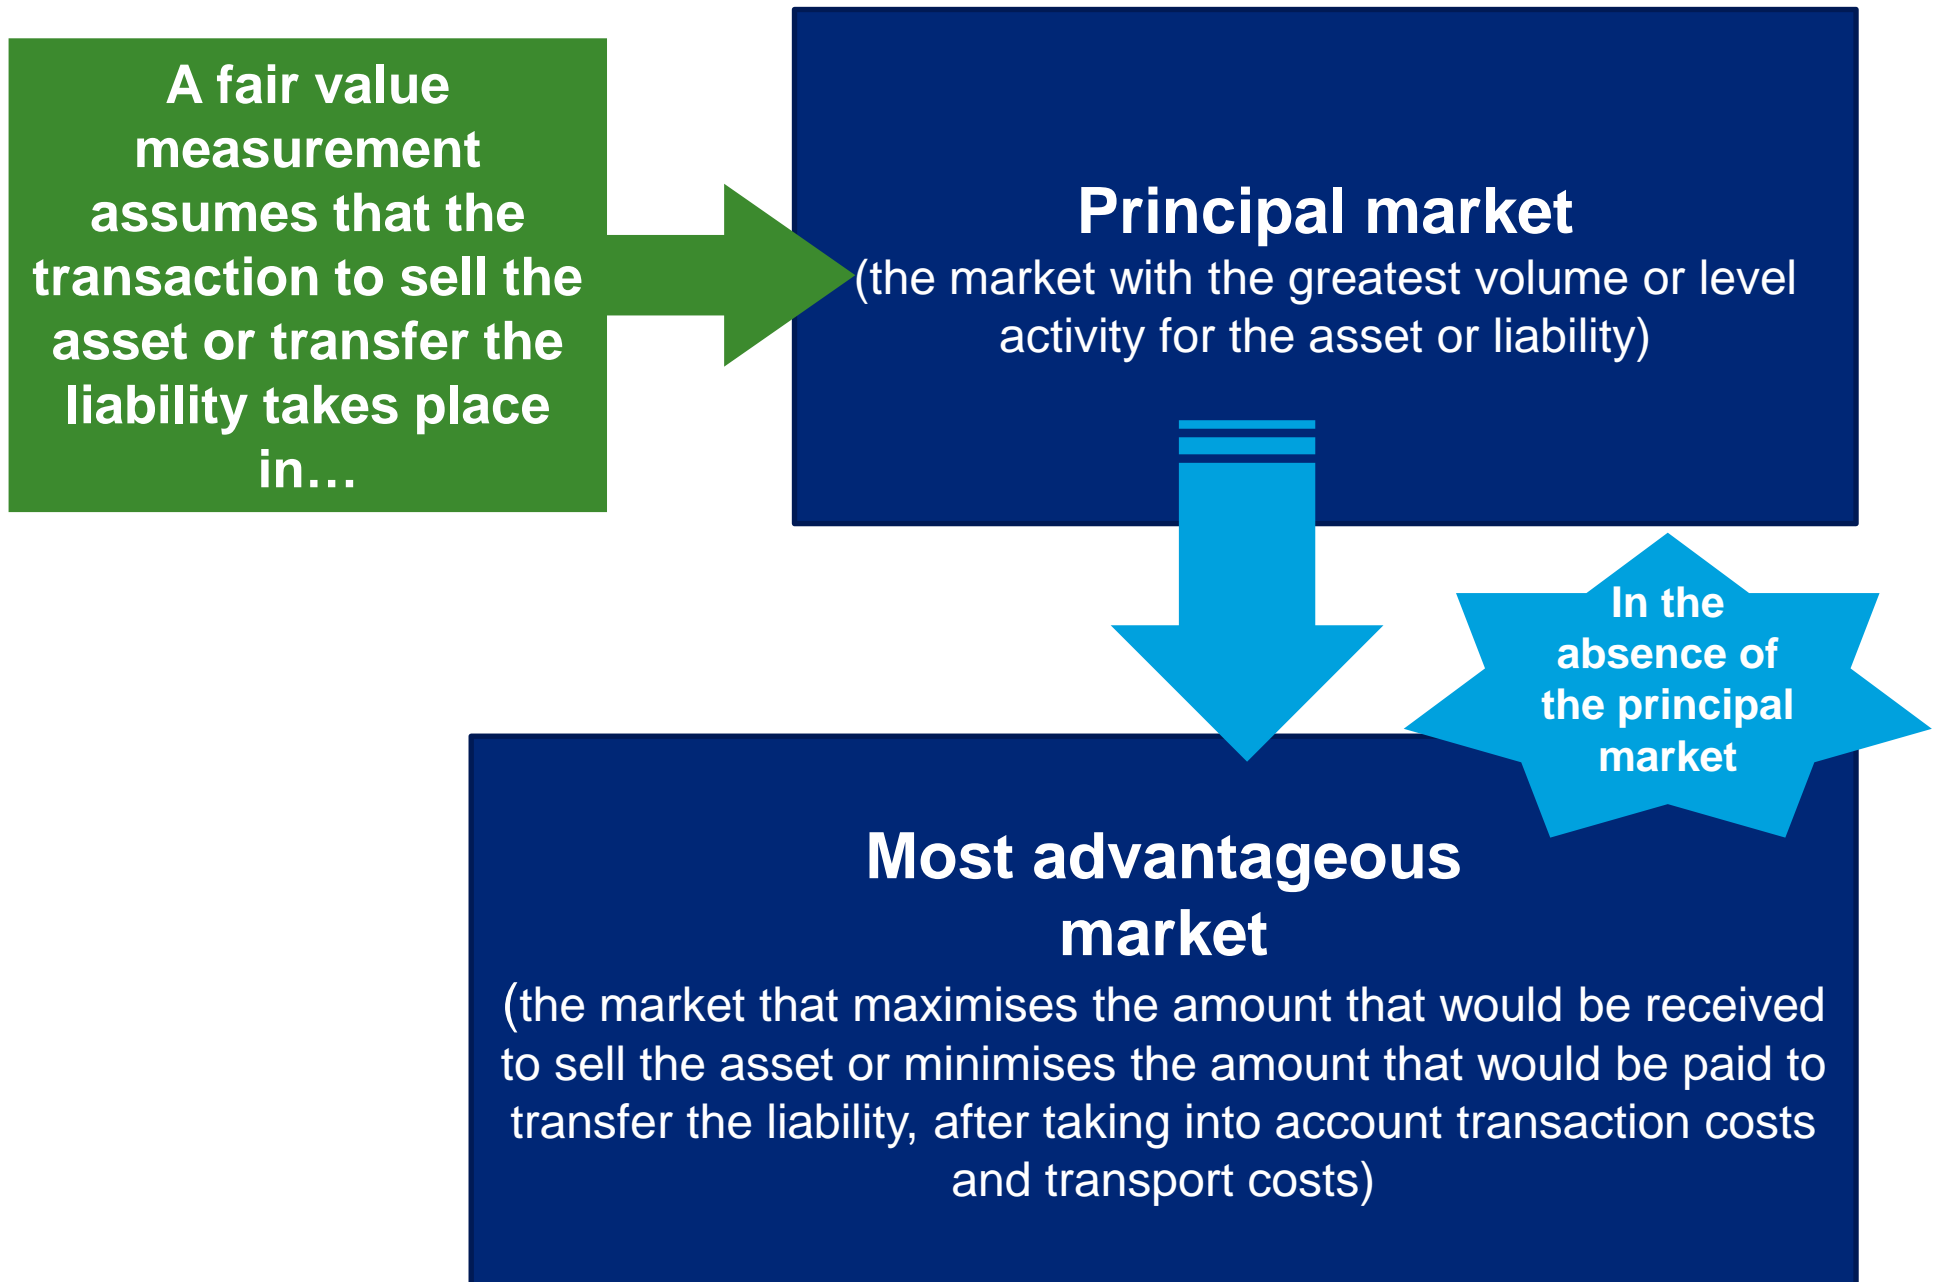 A fair value
measurement
assumes that the
transaction to sell the
asset or transfer the
liability takes place
in…
Principal market
(the market with the greatest volume or level
activity for the asset or liability)
In the
absence of
the principal
market
Most advantageous
market
(the market that maximises the amount that would be received
to sell the asset or minimises the amount that would be paid to
transfer the liability, after taking into account transaction costs
and transport costs)